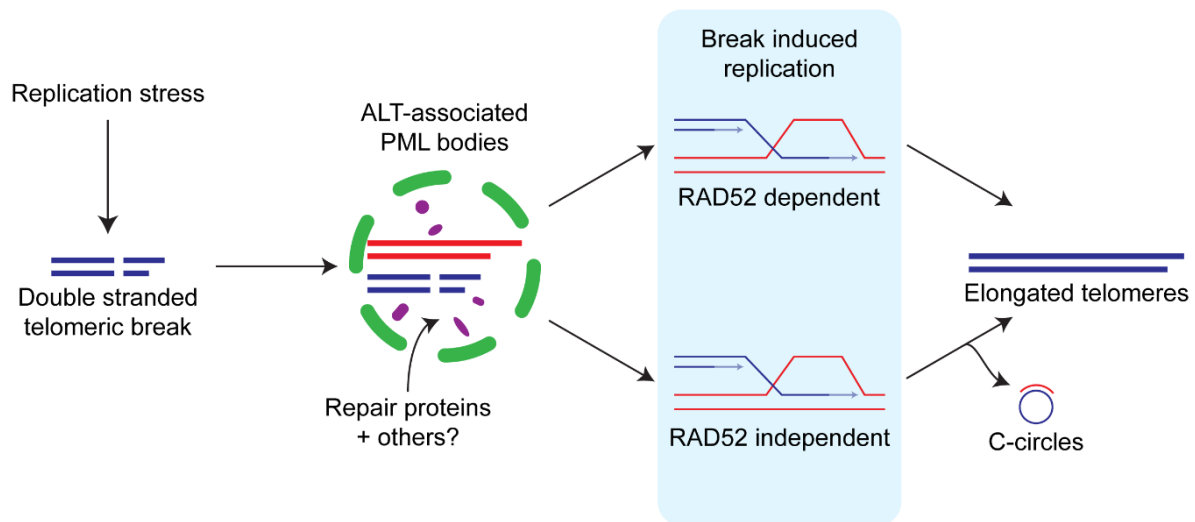 Replication stress
Double stranded
telomeric break
ALT-associated
PML bodies
Repair proteins
+ others?
Break induced
replication
RAD52 dependent
RAD52 independent
Elongated telomeres
C-circles